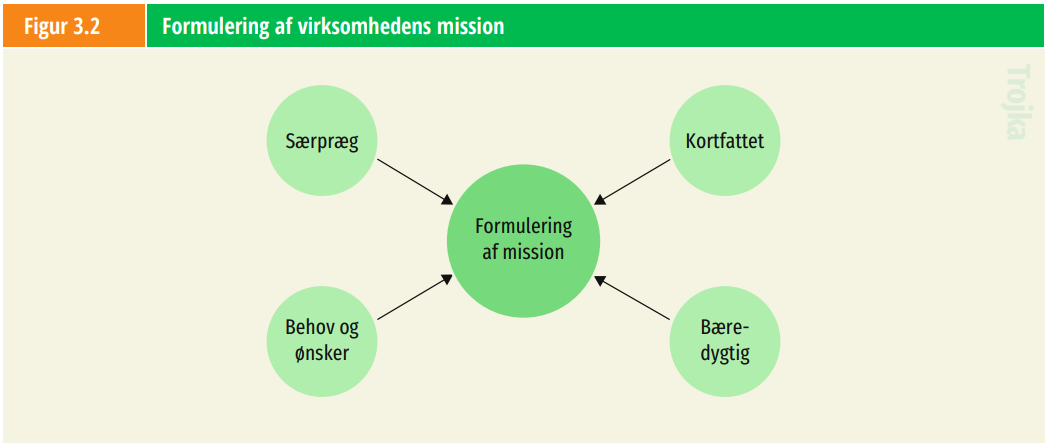 Figur 3.2
Formulering af virksomhedens mission
Trojka
Særpræg
Kortfattet
Formulering
af mission
Behov og
ønsker
Bære-
dygtig